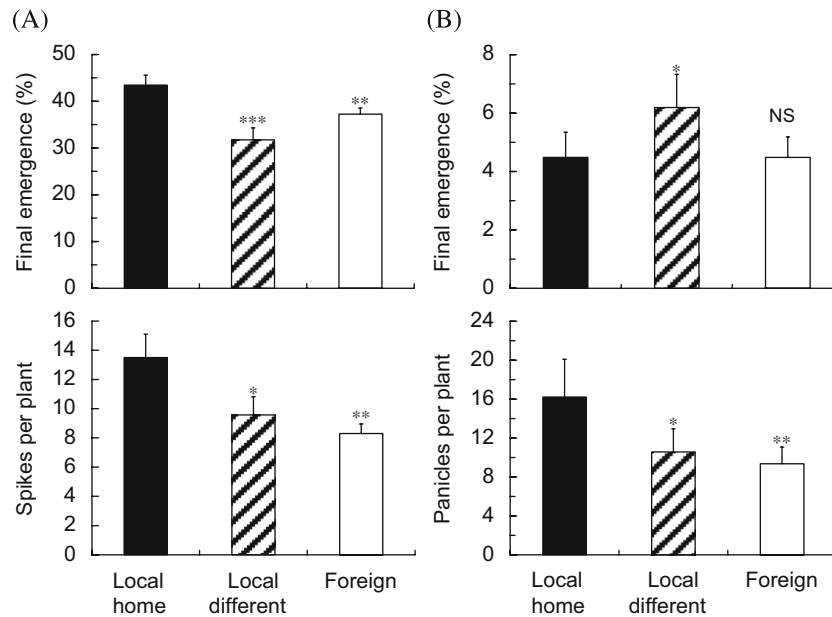 (A)
(B)
Final emergence (%)
50
40
30
20
10
0
***
**
Final emergence (%)
8
6
4
2
0
*
NS
Spikes per plant
16
14
12
10
8
6
4
2
0
*
**
Local home
Local different
Foreign
Panicles per plant
24
20
16
12
8
4
0
*
**
Local home
Local different
Foreign